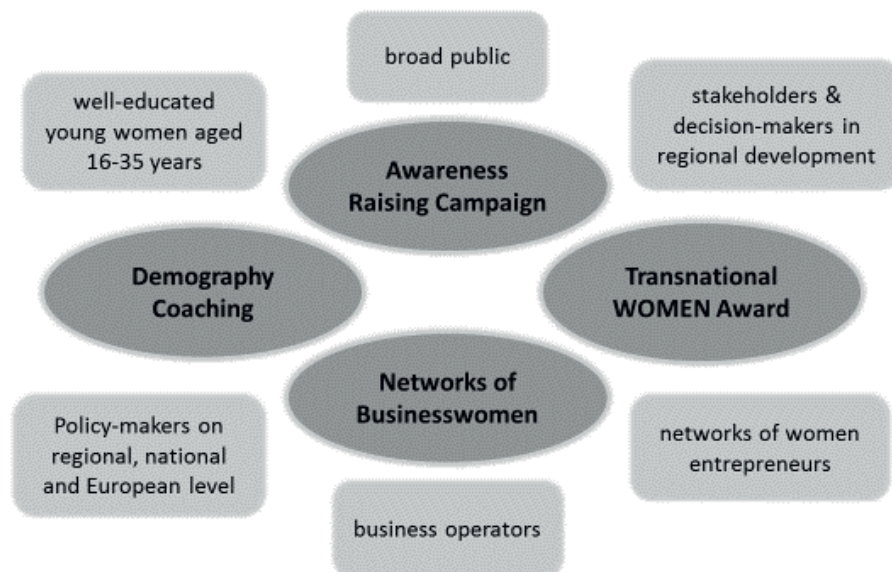 broad public
well-educated
young women aged
16-35 years
stakeholders &
decision-makers in
regional development
Awareness
Raising Campaign
Demography
Coaching
Transnational
WOMEN Award
Networks of
Businesswomen
Policy-makers on
regional, national
and European level
networks of women
entrepreneurs
business operators